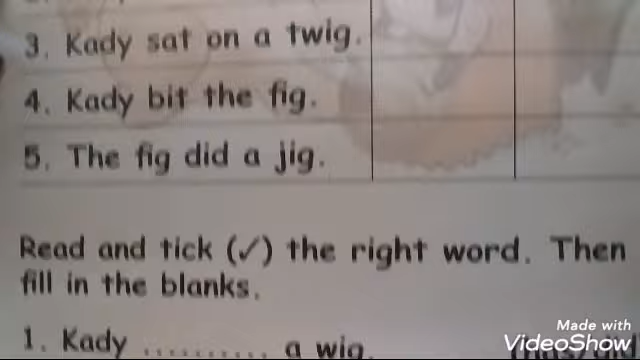 3. Kady sat on a twig.
4. Kady bit the fig.
5. The fig did a jig.
Read and tick (✓) the right word. Then
fill in the blanks.
1. Kady .......... a wig.
Made with
VideoShow